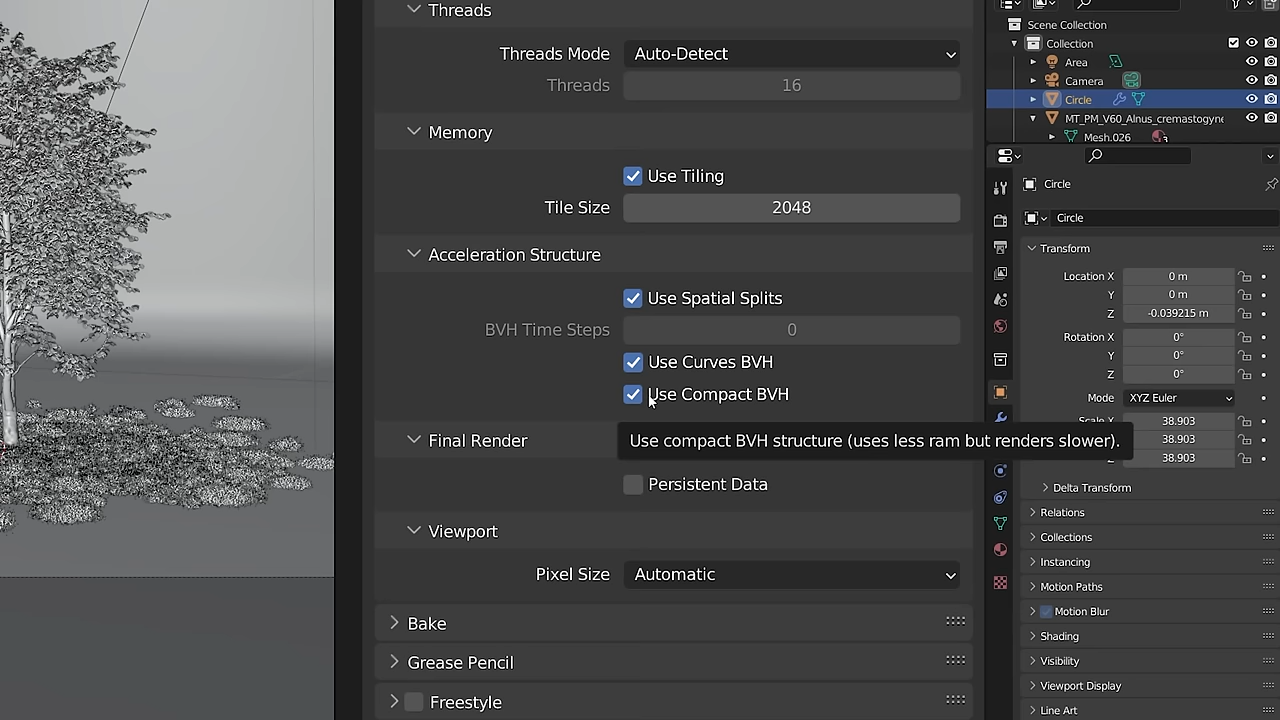 Threads
Threads Mode Auto-Detect
Threads 16
Memory
Use Tiling
Tile Size 2048
Acceleration Structure
Use Spatial Splits
BVH Time Steps 0
Use Curves BVH
Use Compact BVH
Use compact BVH structure (uses less ram but renders slower).
Final Render
Persistent Data
Viewport
Pixel Size Automatic
Bake
Grease Pencil
Freestyle
Scene Collection
Collection
Area
Camera
Circle
MT_PM_V60_Alnus_cremastogyne
Mesh.026
3
Circle
Circle
Transform
Location X 0 m
Y 0 m
Z -0.039215 m
Rotation X 0°
Y 0°
Z 0°
Mode XYZ Euler
Scale X 38.903
38.903
38.903
Delta Transform
Relations
Collections
Instancing
Motion Paths
Motion Blur
Shading
Visibility
Viewport Display
Line Art